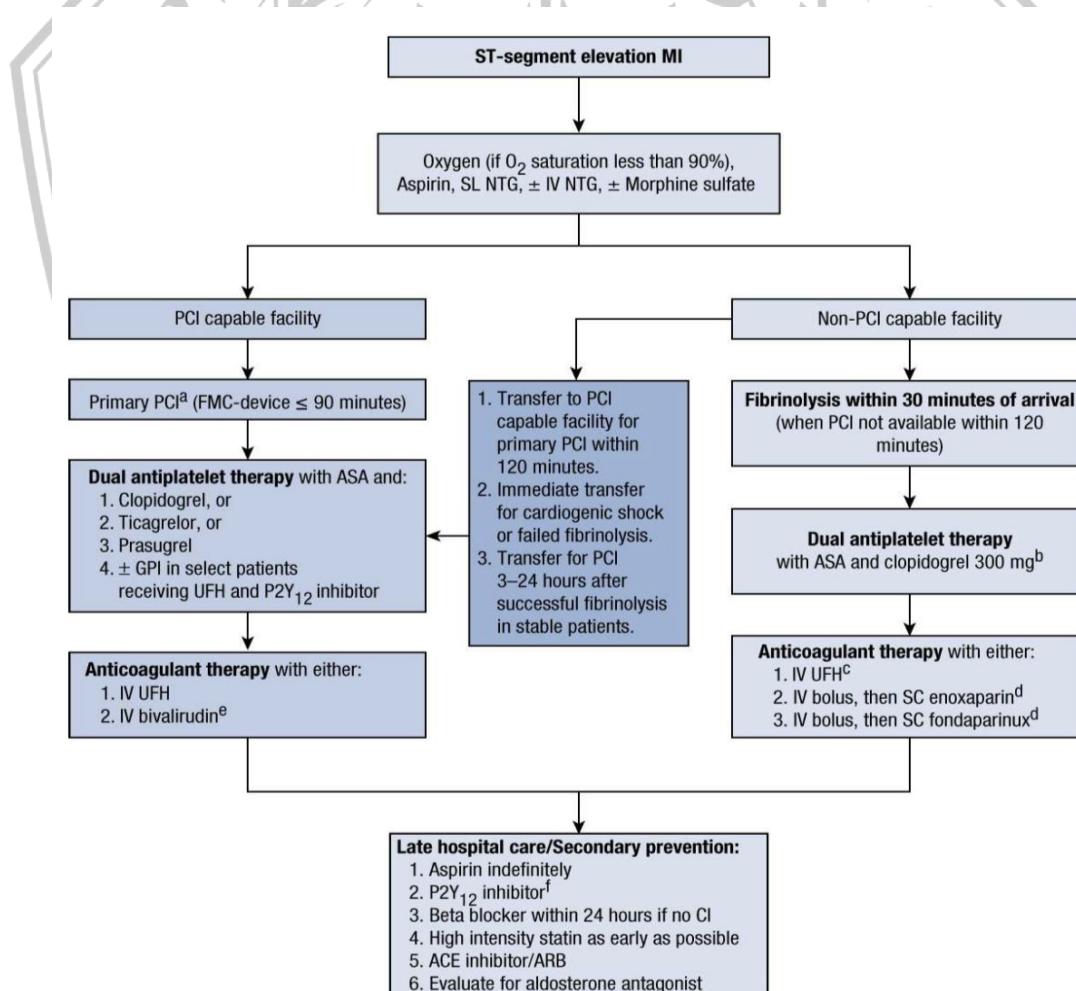 ST-segment elevation MI
Oxygen (if O₂ saturation less than 90%),
Aspirin, SL NTG, ± IV NTG, ± Morphine sulfate
PCI capable facility
Non-PCI capable facility
Primary PCIᵃ (FMC-device ≤ 90 minutes)
1. Transfer to PCI
capable facility for
primary PCI within
120 minutes.
2. Immediate transfer
for cardiogenic shock
or failed fibrinolysis.
3. Transfer for PCI
3–24 hours after
successful fibrinolysis
in stable patients.
Fibrinolysis within 30 minutes of arrival
(when PCI not available within 120
minutes)
Dual antiplatelet therapy with ASA and:
1. Clopidogrel, or
2. Ticagrelor, or
3. Prasugrel
4. ± GPI in select patients
receiving UFH and P2Y₁₂ inhibitor
Dual antiplatelet therapy
with ASA and clopidogrel 300 mgᵇ
Anticoagulant therapy with either:
1. IV UFH
2. IV bivalirudinᵉ
Anticoagulant therapy with either:
1. IV UFHᶜ
2. IV bolus, then SC enoxaparinᵈ
3. IV bolus, then SC fondaparinuxᵈ
Late hospital care/Secondary prevention:
1. Aspirin indefinitely
2. P2Y₁₂ inhibitorᶠ
3. Beta blocker within 24 hours if no CI
4. High intensity statin as early as possible
5. ACE inhibitor/ARB
6. Evaluate for aldosterone antagonist